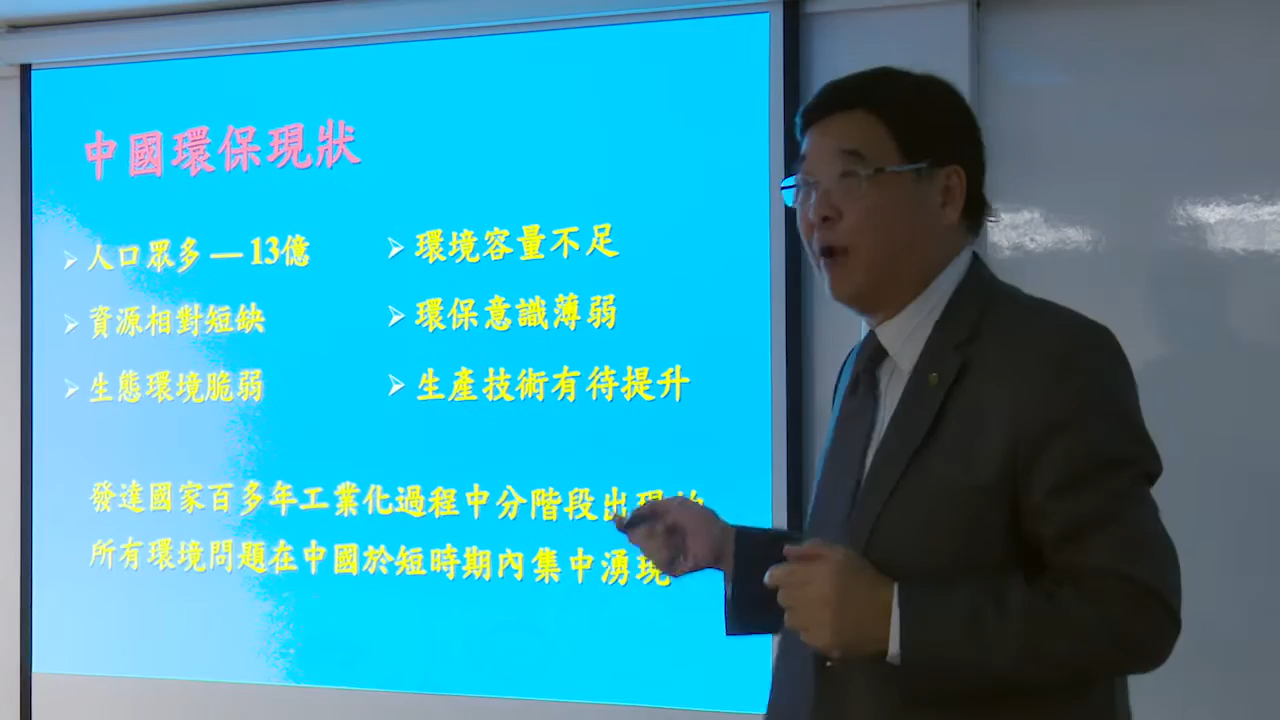 中國環保現狀
人口眾多 — 13億
資源相對短缺
生態環境脆弱
環境容量不足
環保意識薄弱
生產技術有待提升
發達國家百多年工業化過程中分階段出現的
所有環境問題在中國於短時期內集中湧現